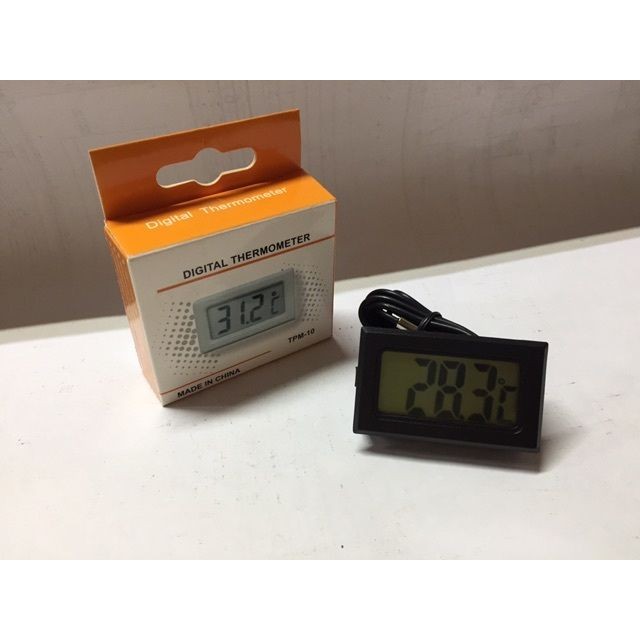 Digital Thermometer
DIGITAL THERMOMETER
31.2℃
TPM-10
MADE IN CHINA
28.3℃